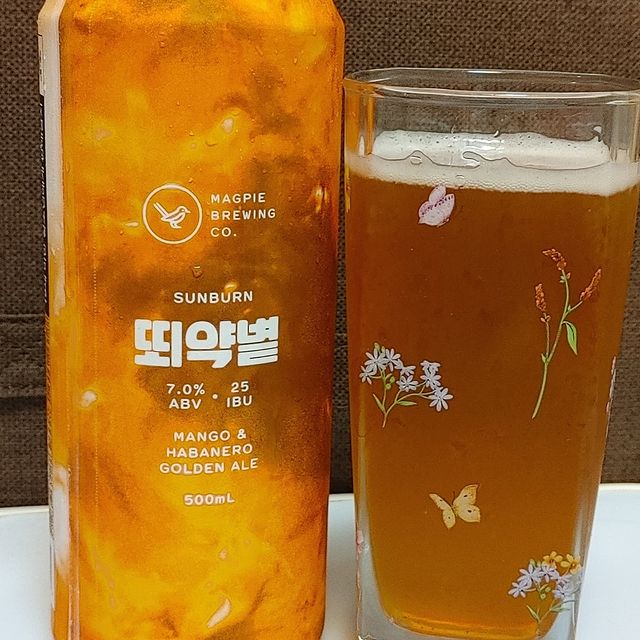 MAGPIE
BREWING
CO.
SUNBURN
뙤약볕
7.0% • 25
ABV IBU
MANGO &
HABANERO
GOLDEN ALE
500mL